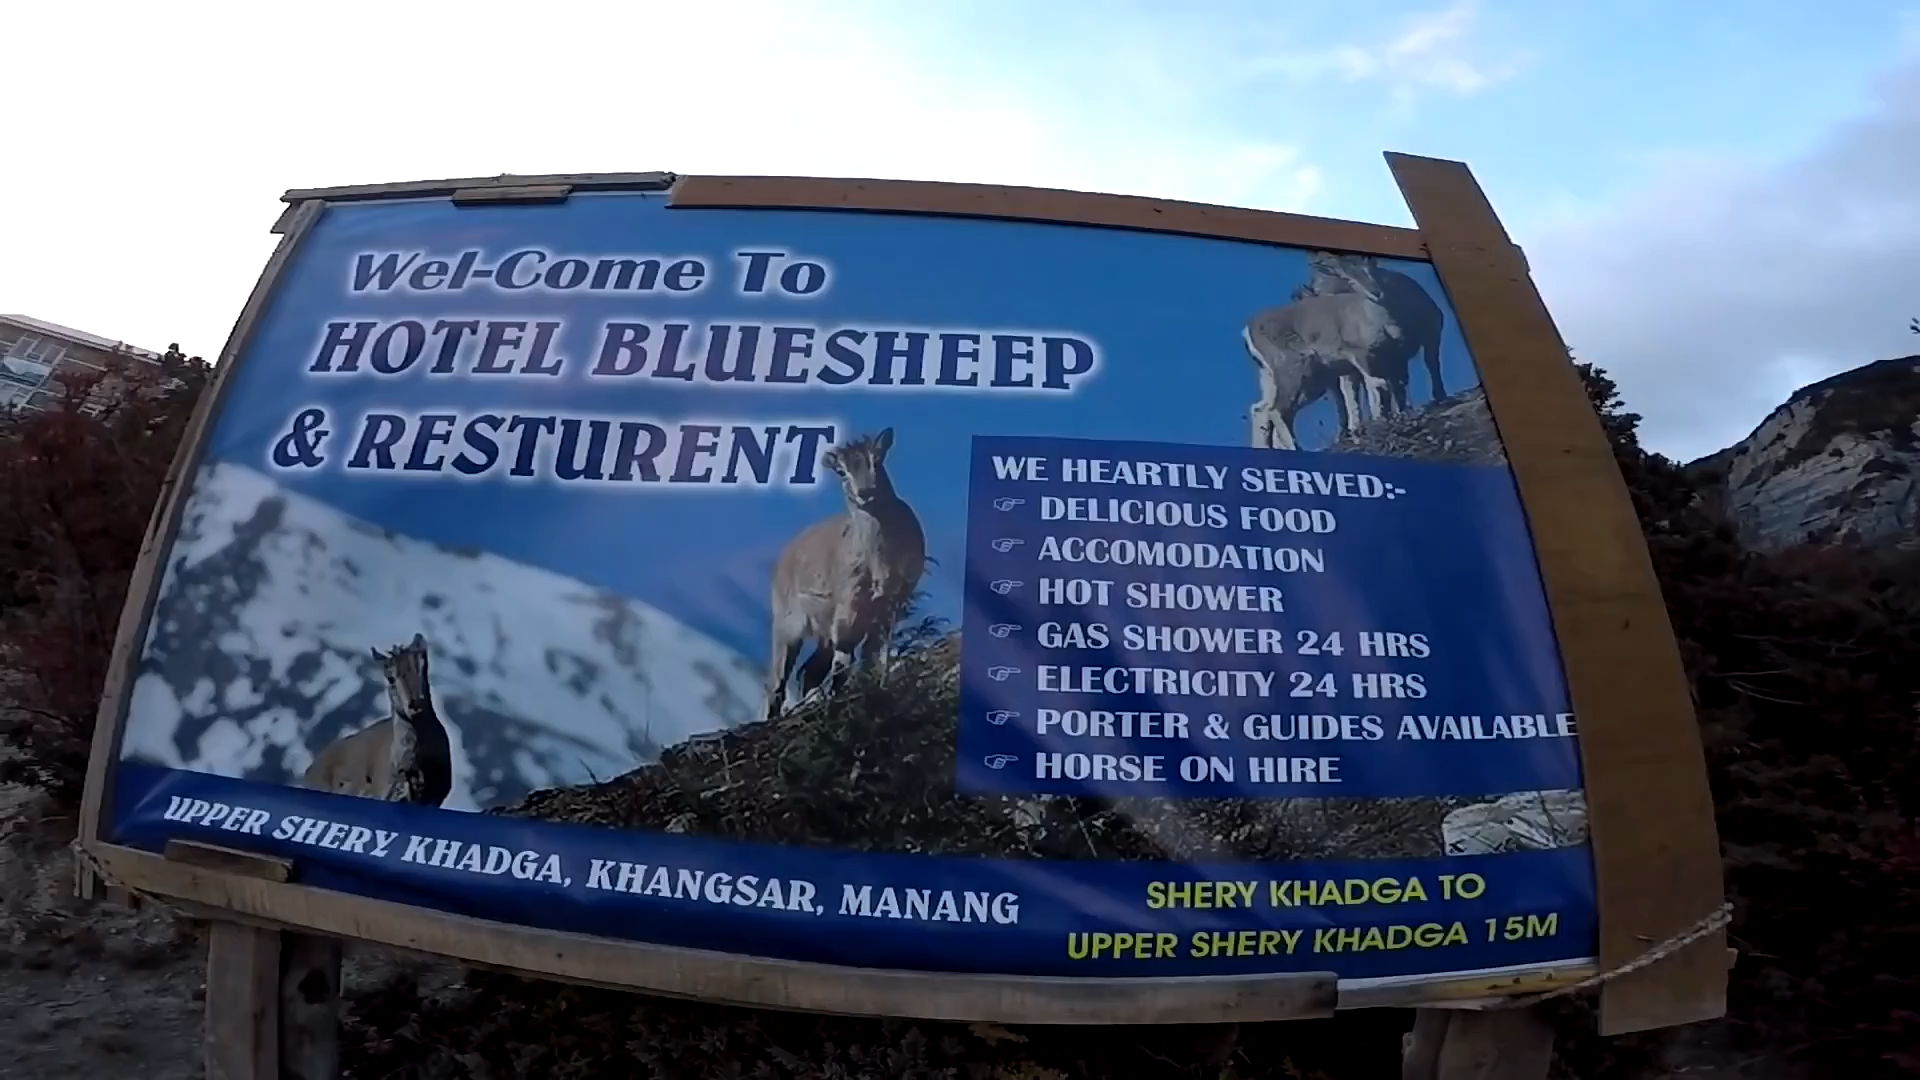 Wel-Come To
HOTEL BLUESHEEP
& RESTURENT
WE HEARTLY SERVED:-
DELICIOUS FOOD
ACCOMODATION
HOT SHOWER
GAS SHOWER 24 HRS
ELECTRICITY 24 HRS
PORTER & GUIDES AVAILABLE
HORSE ON HIRE
UPPER SHERY KHADGA, KHANGSAR, MANANG
SHERY KHADGA TO
UPPER SHERY KHADGA 15M